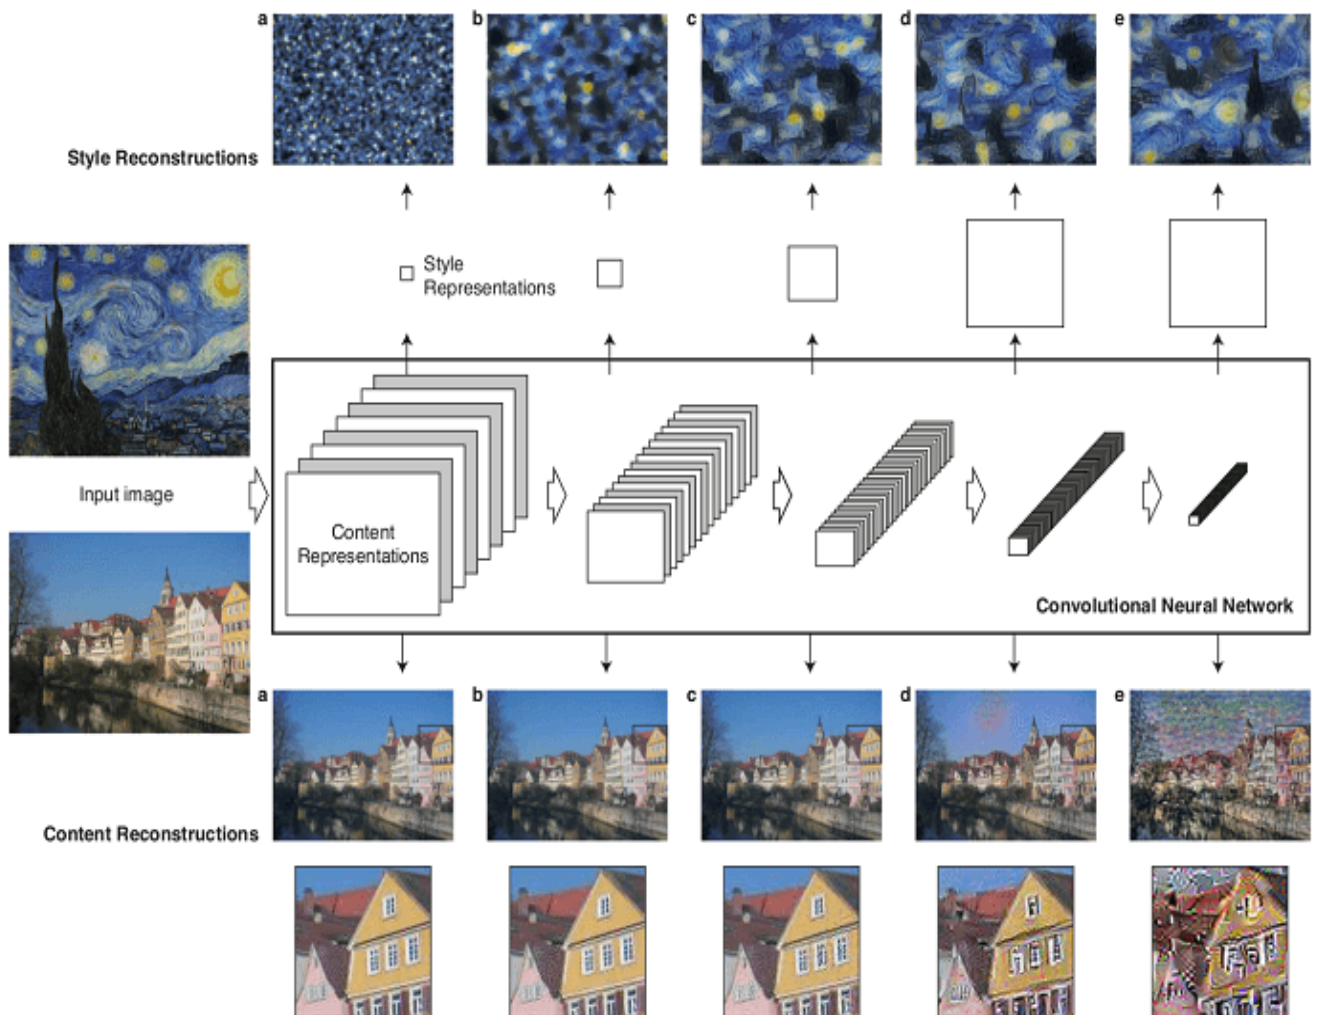 a
b
c
d
e
Style Reconstructions
Style
Representations
Input image
Content
Representations
Convolutional Neural Network
a
b
c
d
e
Content Reconstructions